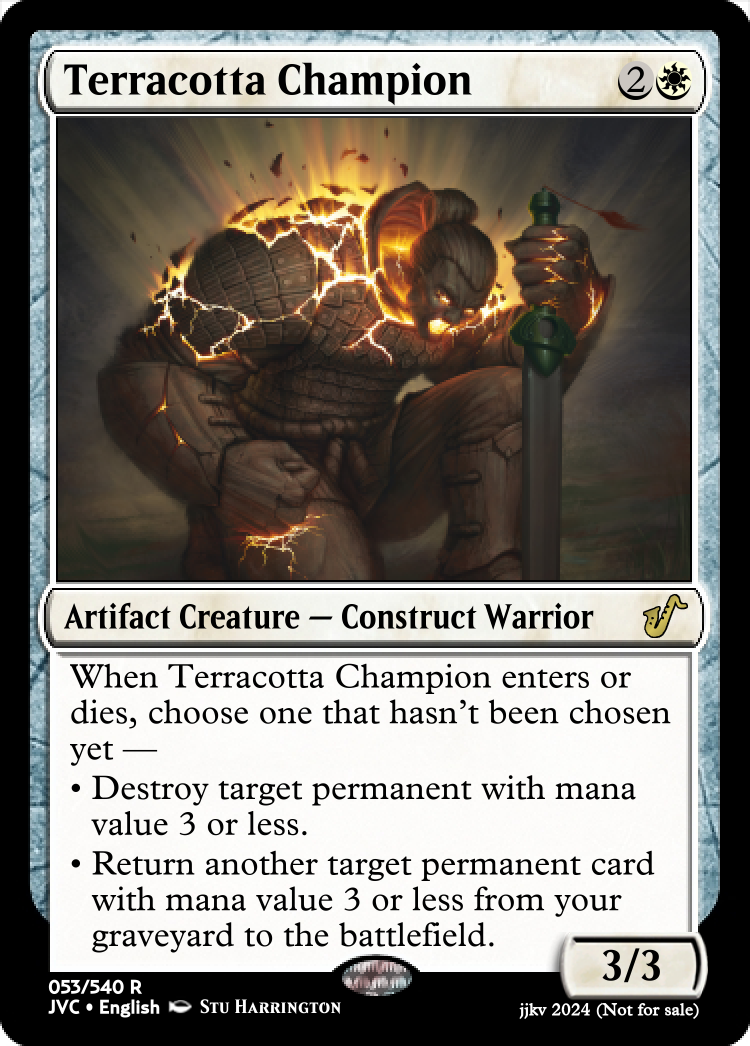 Terracotta Champion 2
Artifact Creature — Construct Warrior
When Terracotta Champion enters or
dies, choose one that hasn't been chosen
yet —
• Destroy target permanent with mana
value 3 or less.
• Return another target permanent card
with mana value 3 or less from your
graveyard to the battlefield.
3/3
053/540 R
JVC • English Stu Harrington
jjkv 2024 (Not for sale)